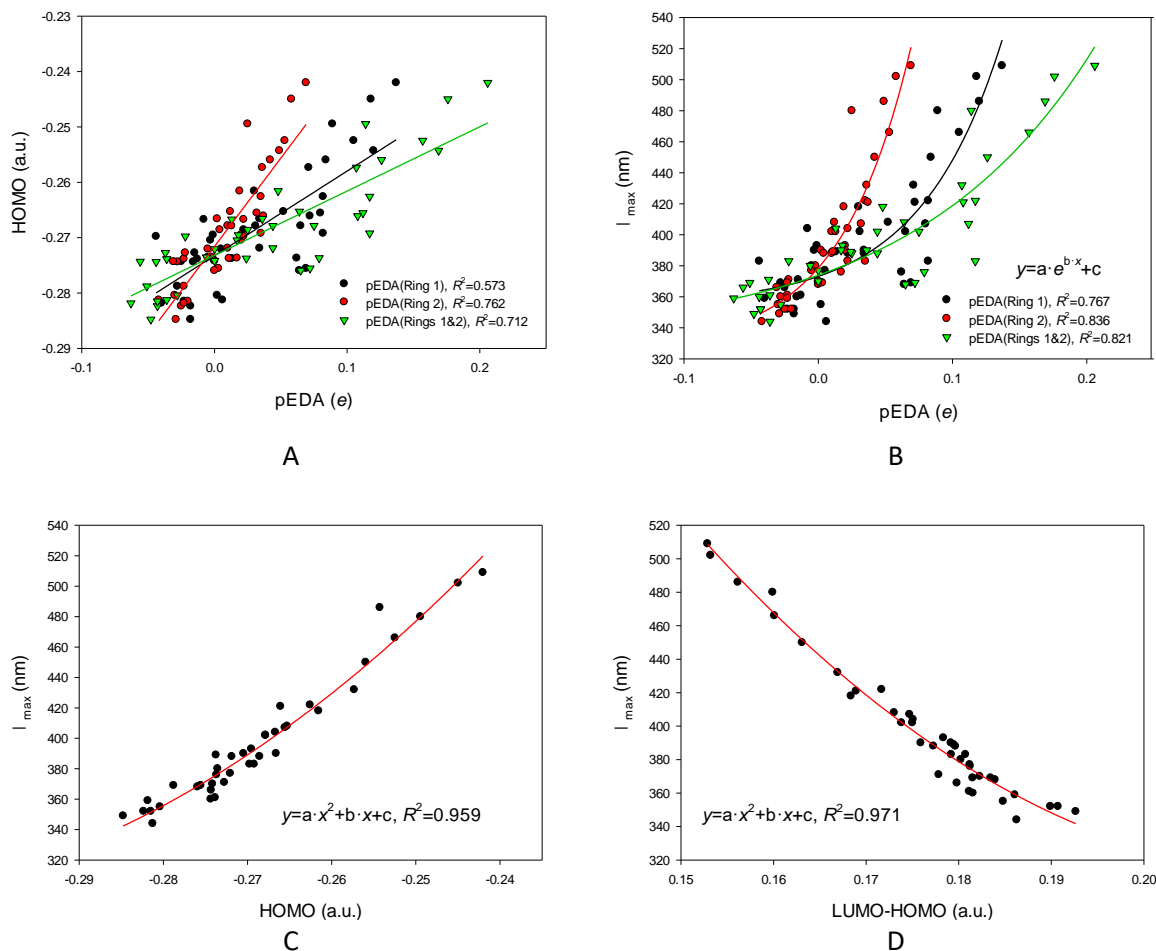 -0.23
-0.24
-0.25
-0.26
-0.27
-0.28
-0.29
HOMO (a.u.)
-0.1
0.0
0.1
0.2
pEDA (e)
pEDA(Ring 1), R²=0.573
pEDA(Ring 2), R²=0.762
pEDA(Rings 1&2), R²=0.712
A
540
520
500
480
460
440
420
400
380
360
340
320
l max (nm)
-0.1
0.0
0.1
0.2
pEDA (e)
y=a·e^b·x+c
pEDA(Ring 1), R²=0.767
pEDA(Ring 2), R²=0.836
pEDA(Rings 1&2), R²=0.821
B
540
520
500
480
460
440
420
400
380
360
340
320
l max (nm)
y=a·x²+b·x+c, R²=0.959
-0.29
-0.28
-0.27
-0.26
-0.25
-0.24
HOMO (a.u.)
C
520
500
480
460
440
420
400
380
360
340
320
l max (nm)
y=a·x²+b·x+c, R²=0.971
0.15
0.16
0.17
0.18
0.19
0.20
LUMO-HOMO (a.u.)
D